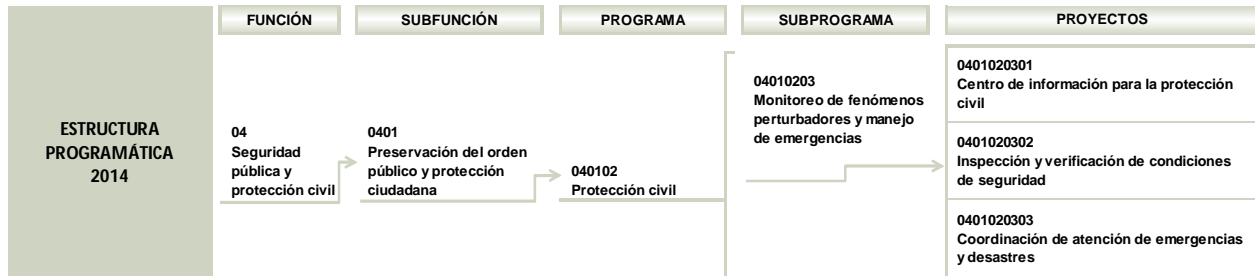 FUNCIÓN
SUBFUNCIÓN
PROGRAMA
SUBPROGRAMA
PROYECTOS
ESTRUCTURA
PROGRAMÁTICA
2014
04
Seguridad
pública y
protección civil
0401
Preservación del orden
público y protección
ciudadana
040102
Protección civil
04010203
Monitoreo de fenómenos
perturbadores y manejo
de emergencias
0401020301
Centro de información para la protección
civil
0401020302
Inspección y verificación de condiciones
de seguridad
0401020303
Coordinación de atención de emergencias
y desastres